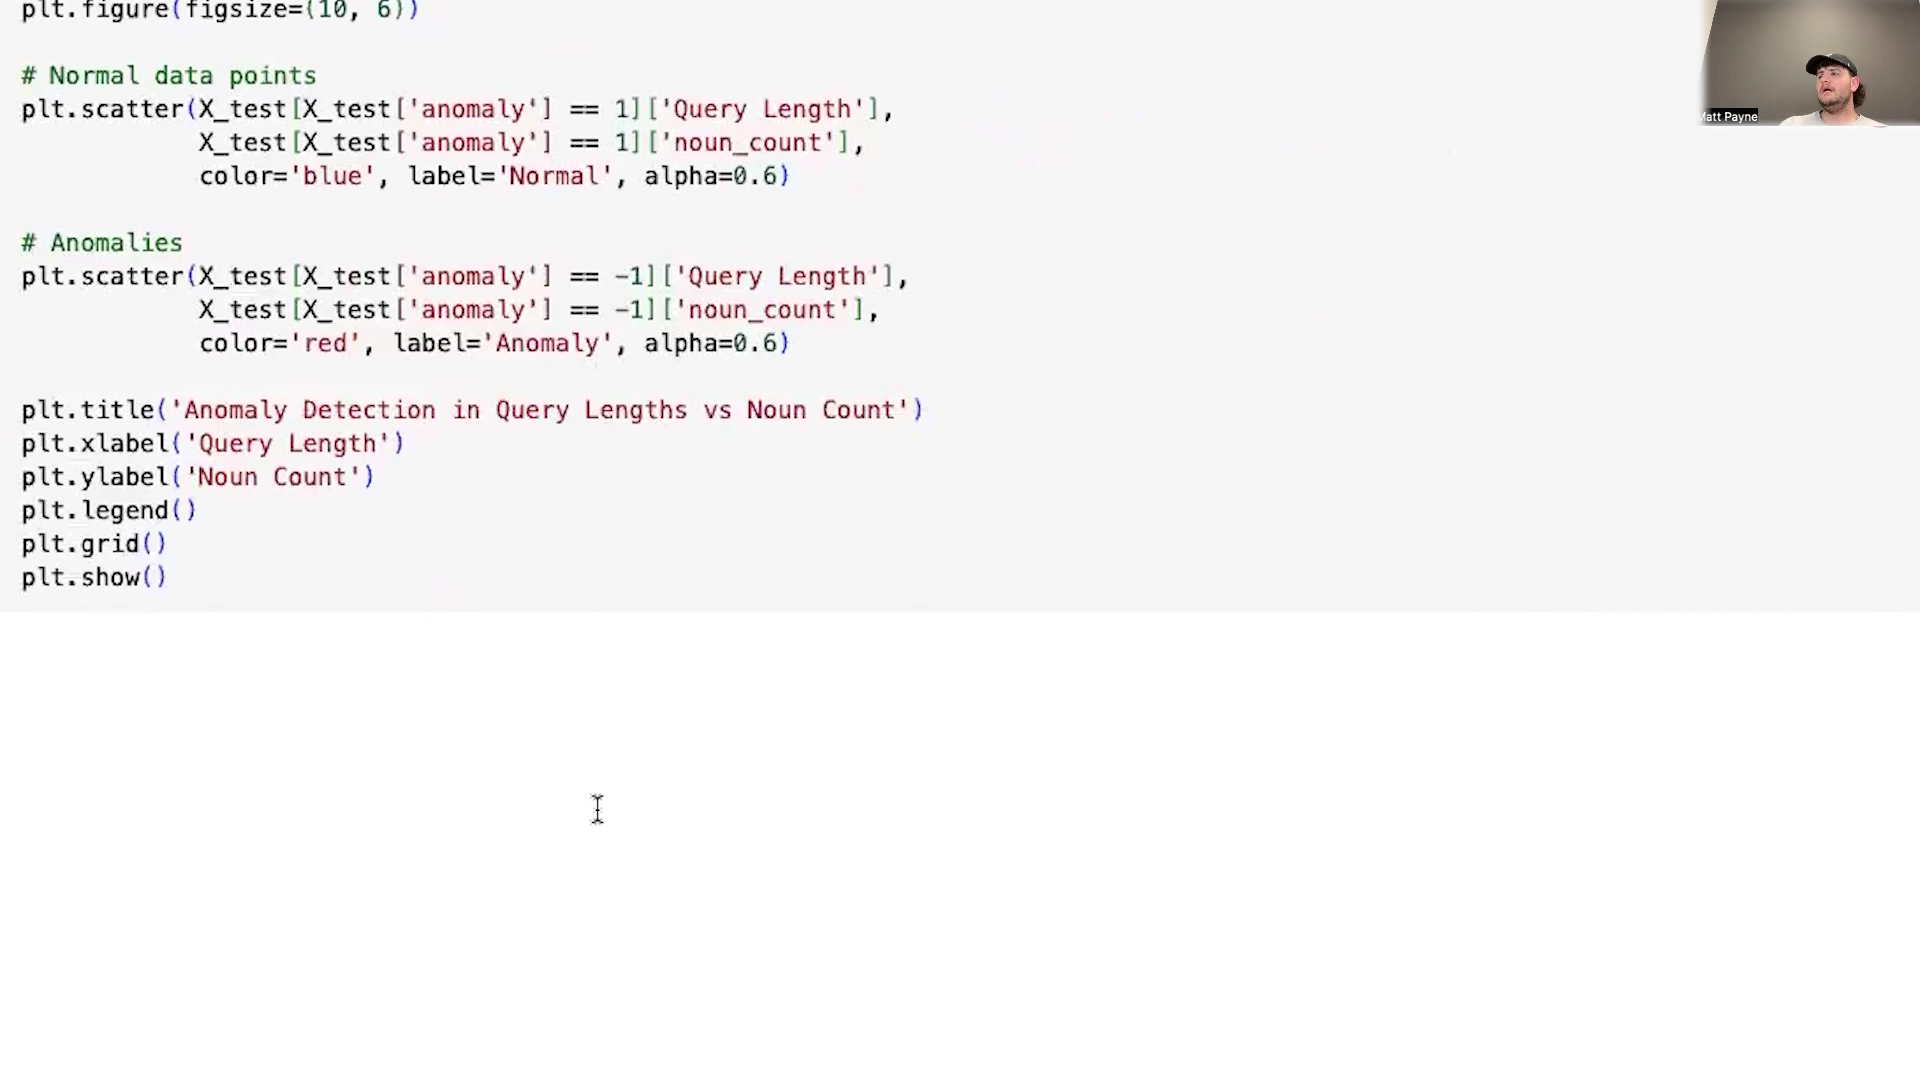 plt.figure(figsize=(10, 6))
# Normal data points
plt.scatter(X_test[X_test['anomaly'] == 1]['Query Length'],
            X_test[X_test['anomaly'] == 1]['noun_count'],
            color='blue', label='Normal', alpha=0.6)
# Anomalies
plt.scatter(X_test[X_test['anomaly'] == -1]['Query Length'],
            X_test[X_test['anomaly'] == -1]['noun_count'],
            color='red', label='Anomaly', alpha=0.6)
plt.title('Anomaly Detection in Query Lengths vs Noun Count')
plt.xlabel('Query Length')
plt.ylabel('Noun Count')
plt.legend()
plt.grid()
plt.show()
Matt Payne